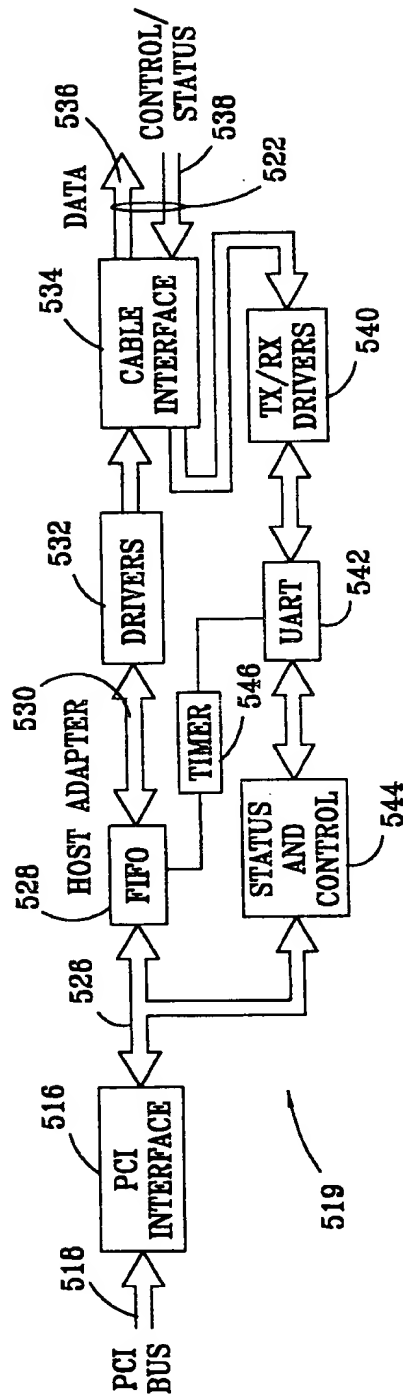 PCI
BUS
518
516
PCI
INTERFACE
526
528
FIFO
HOST ADAPTER
530
532
DRIVERS
534
CABLE
INTERFACE
DATA
536
CONTROL/
STATUS
538
522
TIMER
546
STATUS
AND
CONTROL
544
UART
542
TX/RX
DRIVERS
540
519